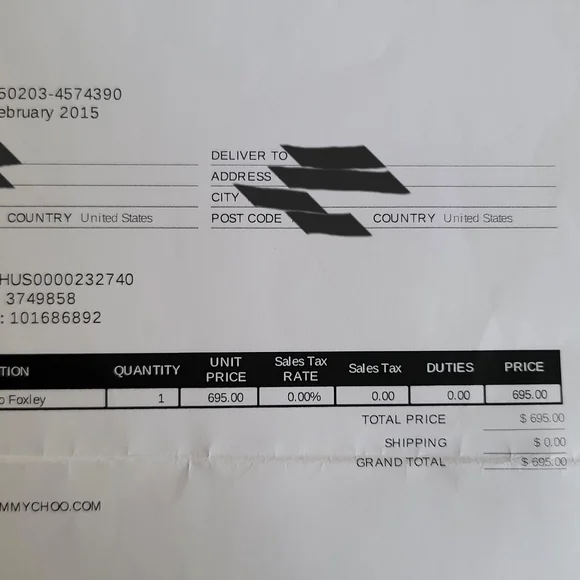 50203-4574390
ebruary 2015
DELIVER TO
ADDRESS
CITY
COUNTRY United States POST CODE COUNTRY United States
HUS0000232740
3749858
: 101686892
TION QUANTITY UNIT PRICE Sales Tax RATE Sales Tax DUTIES PRICE
o Foxley 1 695.00 0.00% 0.00 0.00 695.00
TOTAL PRICE $ 695.00
SHIPPING $ 0.00
GRAND TOTAL $ 695.00
MMYCHOO.COM